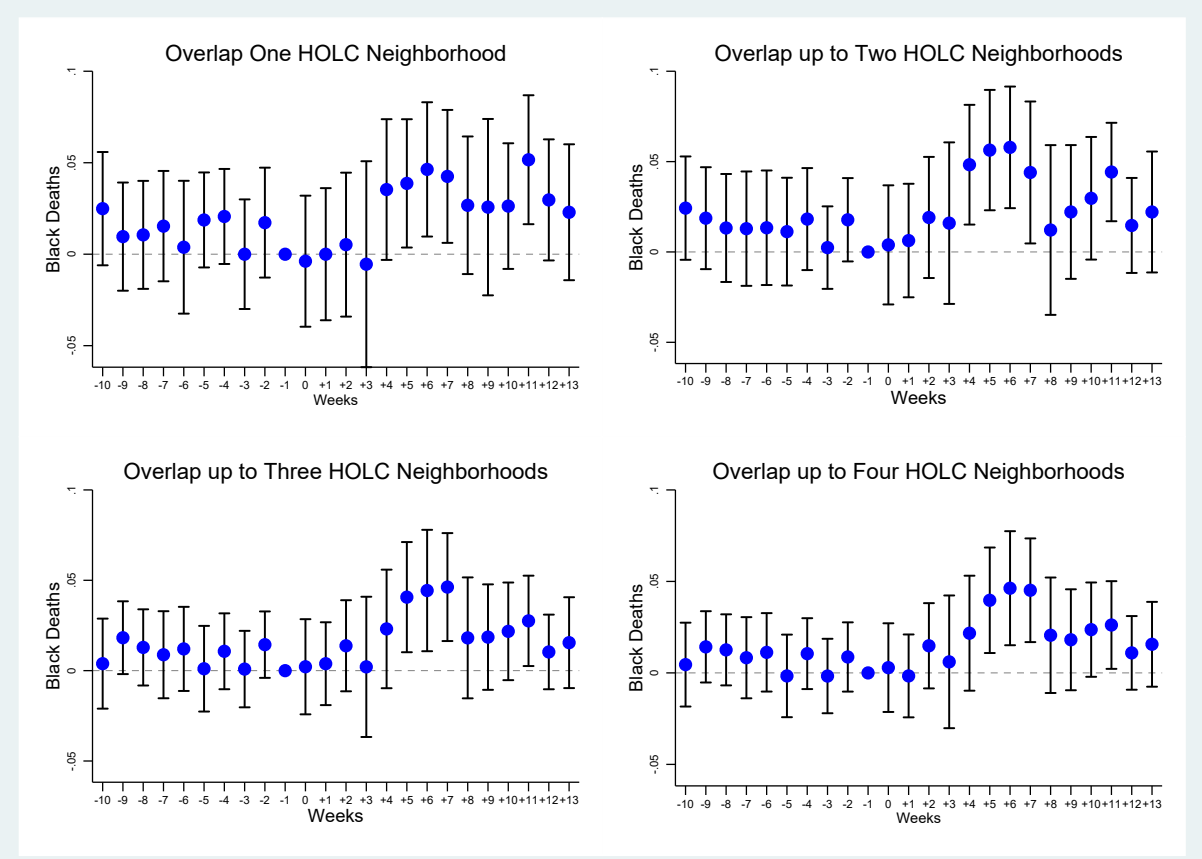 Overlap One HOLC Neighborhood
Black Deaths
.1
.05
0
-.05
-10 -9 -8 -7 -6 -5 -4 -3 -2 -1 0 +1 +2 +3 +4 +5 +6 +7 +8 +9 +10 +11 +12 +13
Weeks
Overlap up to Two HOLC Neighborhoods
Black Deaths
.1
.05
0
-.05
-10 -9 -8 -7 -6 -5 -4 -3 -2 -1 0 +1 +2 +3 +4 +5 +6 +7 +8 +9 +10 +11 +12 +13
Weeks
Overlap up to Three HOLC Neighborhoods
Black Deaths
.1
.05
0
-.05
-10 -9 -8 -7 -6 -5 -4 -3 -2 -1 0 +1 +2 +3 +4 +5 +6 +7 +8 +9 +10 +11 +12 +13
Weeks
Overlap up to Four HOLC Neighborhoods
Black Deaths
.1
.05
0
-.05
-10 -9 -8 -7 -6 -5 -4 -3 -2 -1 0 +1 +2 +3 +4 +5 +6 +7 +8 +9 +10 +11 +12 +13
Weeks